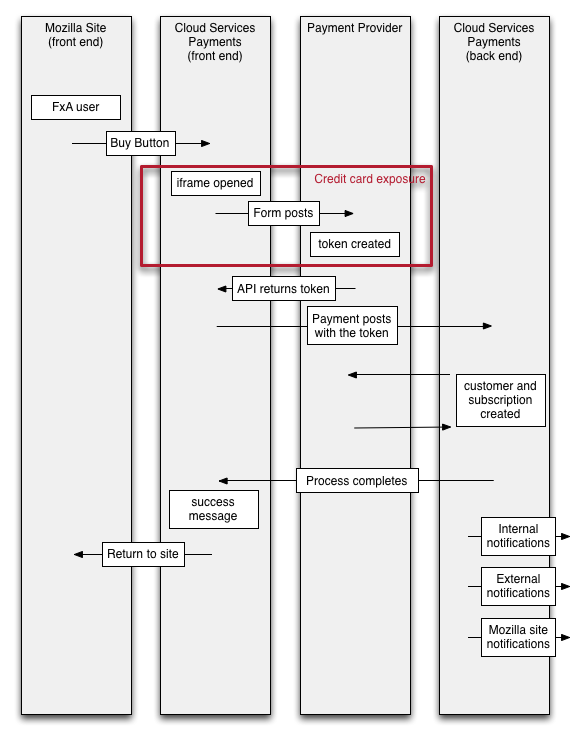 Mozilla Site
(front end)
Cloud Services
Payments
(front end)
Payment Provider
Cloud Services
Payments
(back end)
FxA user
Buy Button
iframe opened
Credit card exposure
Form posts
token created
API returns token
Payment posts
with the token
customer and
subscription
created
Process completes
success
message
Internal
notifications
Return to site
External
notifications
Mozilla site
notifications